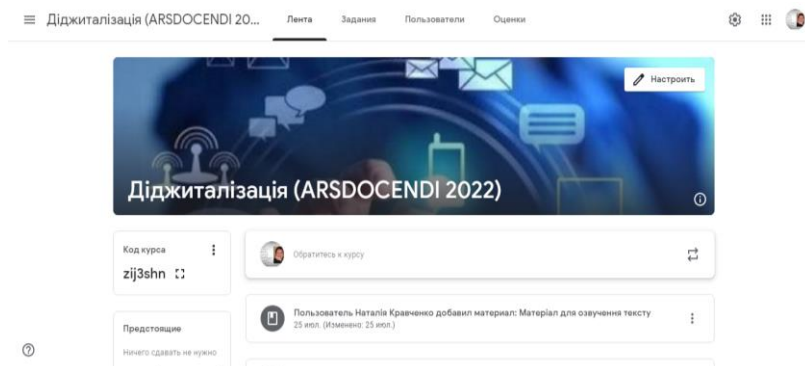 Діджиталізація (ARSDOCENDI 20...
Лента
Задания
Пользователи
Оценки
Настроить
Діджиталізація (ARSDOCENDI 2022)
Код курса
zij3shn
Обратитесь к курсу
Пользователь Наталія Кравченко добавил материал: Матеріал для озвучення тексту
25 июл. (Изменено: 25 июл.)
Предстоящие
Ничего сдавать не нужно